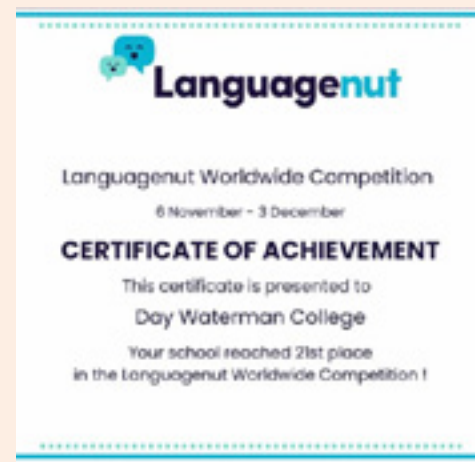 Languagenut
Languagenut Worldwide Competition
6 November - 3 December
CERTIFICATE OF ACHIEVEMENT
This certificate is presented to
Day Waterman College
Your school reached 21st place
in the Languagenut Worldwide Competition !